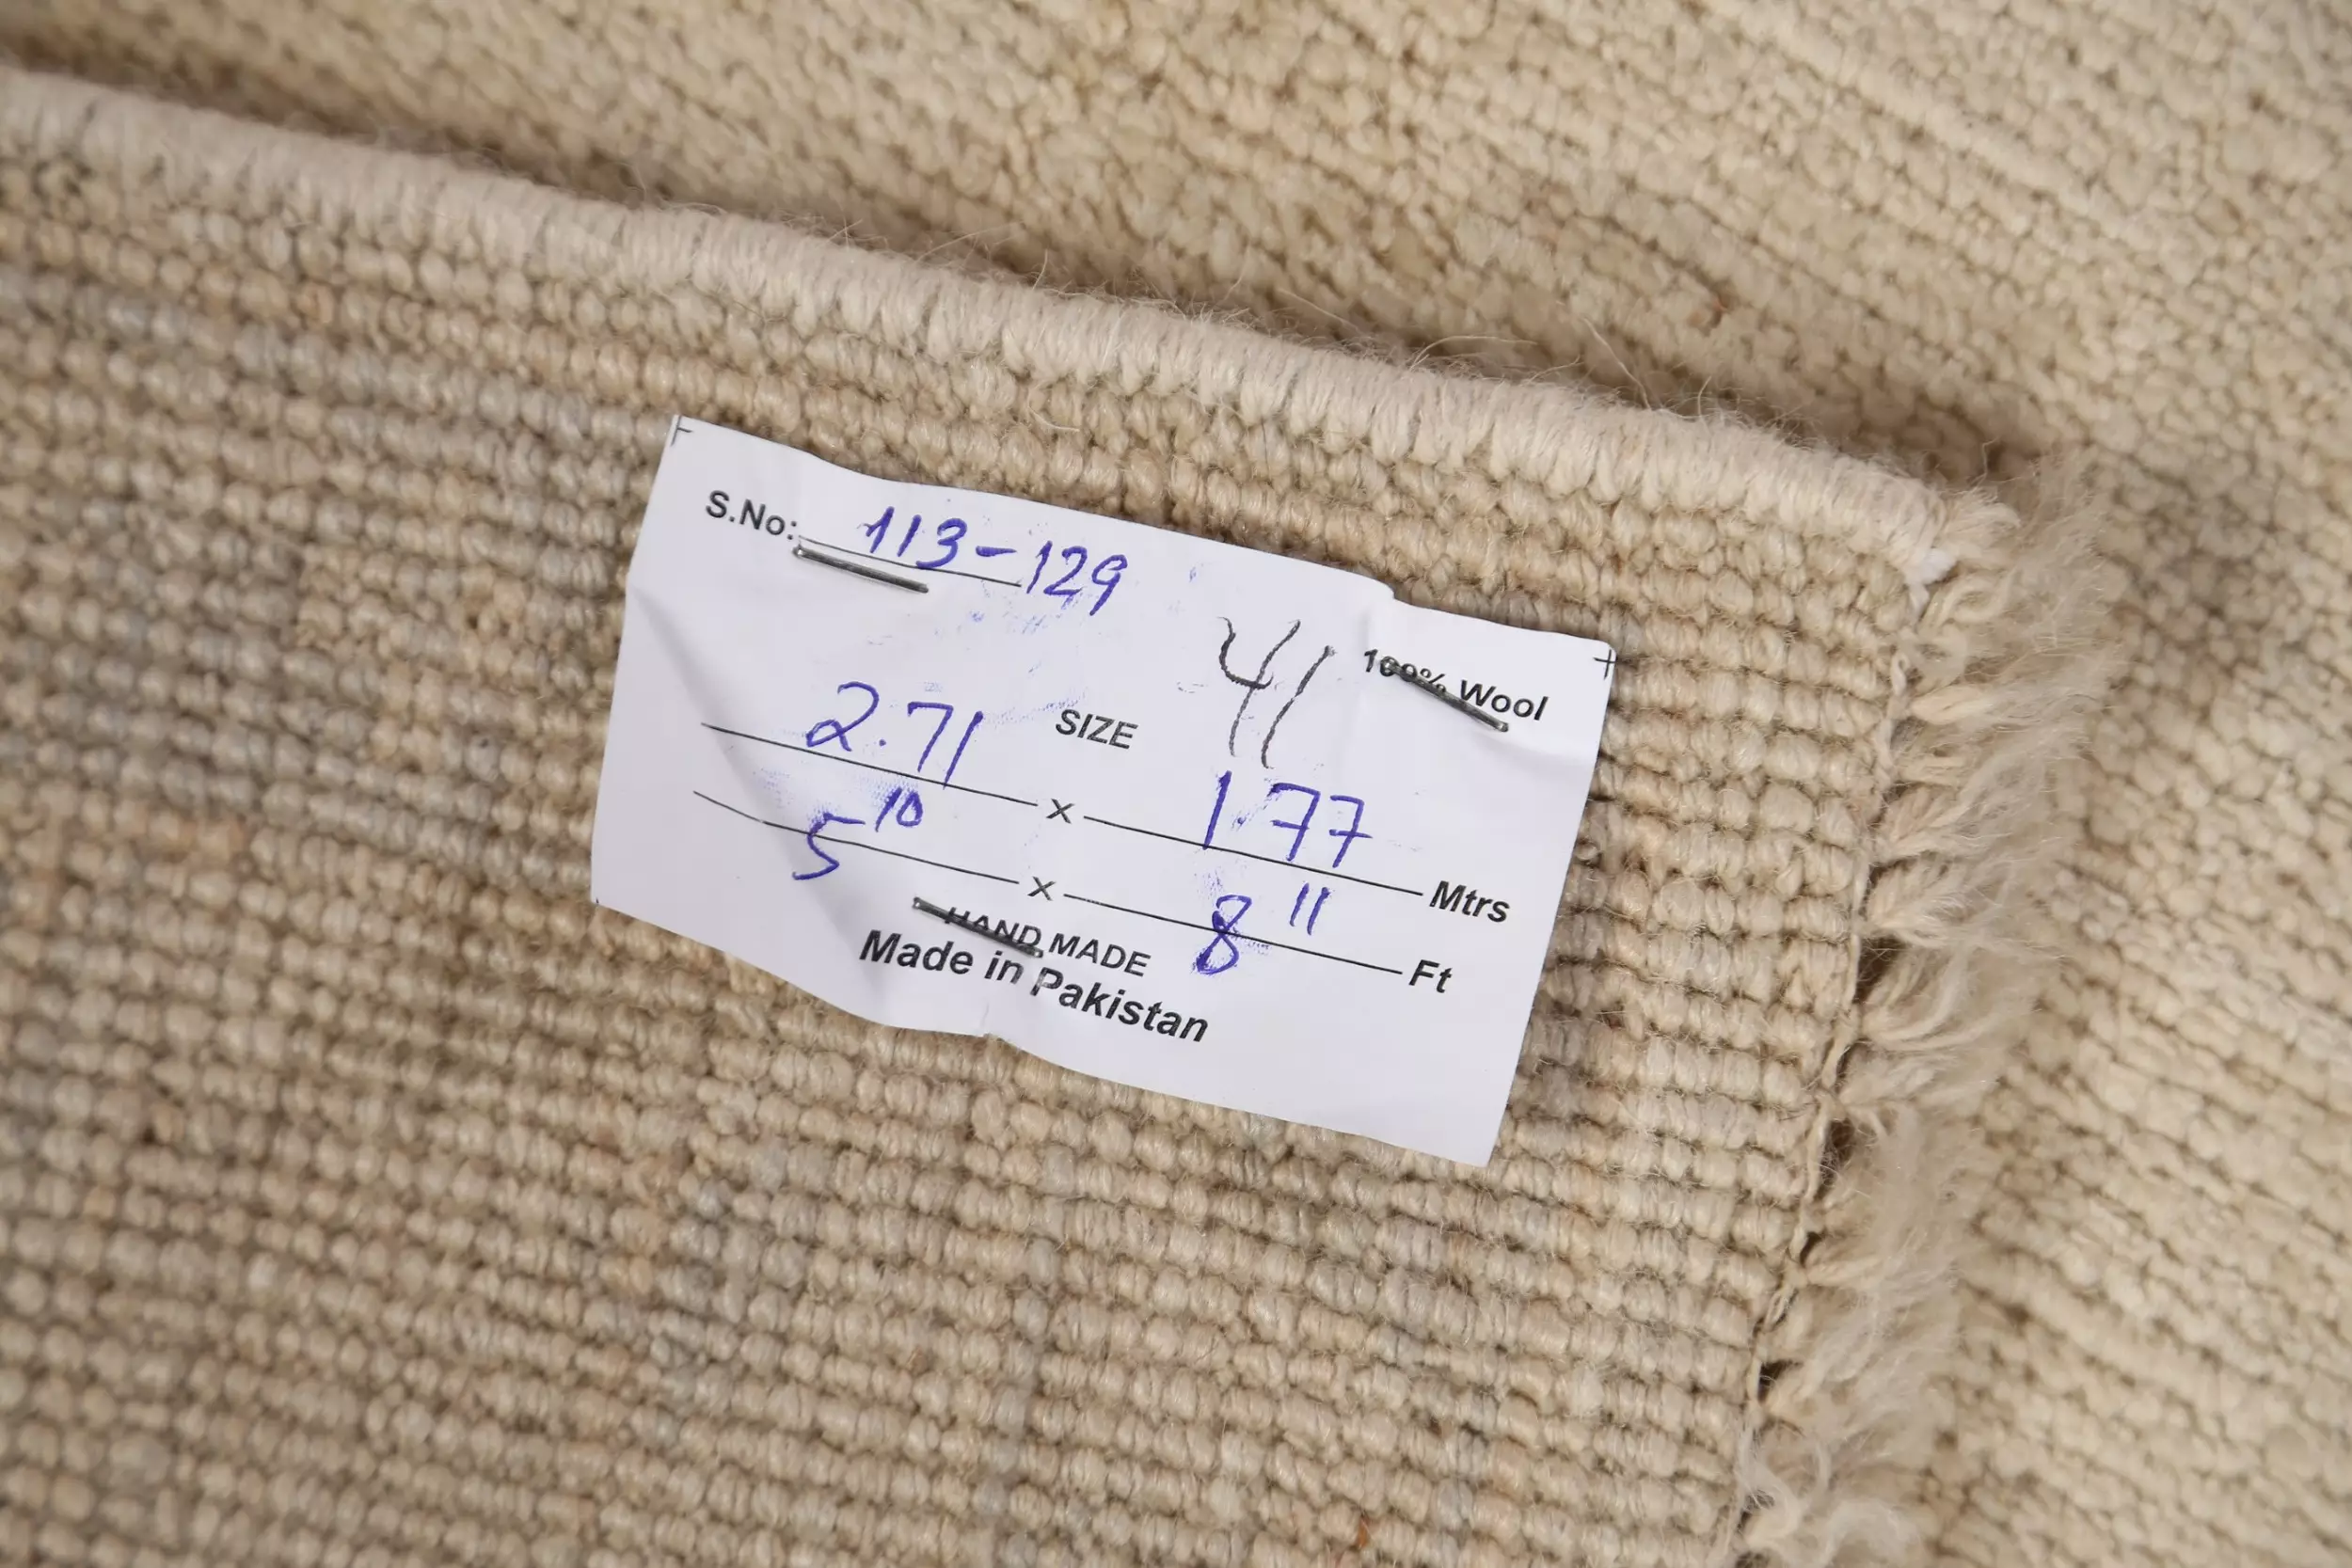 S.No: 113-129
41 100% Wool
SIZE
2.71 x 1.77 Mtrs
5 10 x 8 11 Ft
HAND MADE
Made in Pakistan